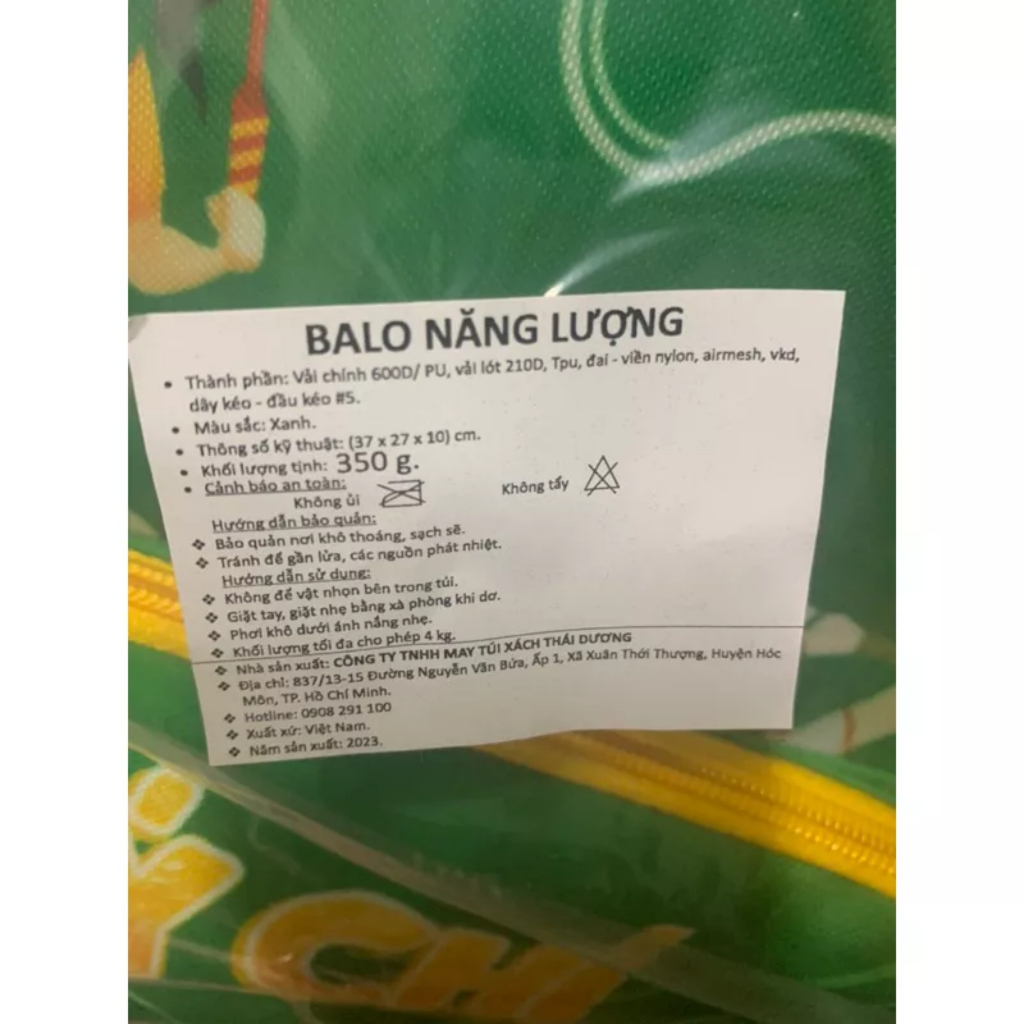 BALO NĂNG LƯỢNG
• Thành phần: Vải chính 600D/ PU, vải lót 210D, Tpu, đai - viền nylon, airmesh, vkd,
dây kéo - đầu kéo #5.
• Màu sắc: Xanh.
• Thông số kỹ thuật: (37 x 27 x 10) cm.
• Khối lượng tịnh: 350 g.
• Cảnh báo an toàn:
Không ủi Không tẩy
Hướng dẫn bảo quản:
❖ Bảo quản nơi khô thoáng, sạch sẽ.
❖ Tránh để gần lửa, các nguồn phát nhiệt.
Hướng dẫn sử dụng:
❖ Không để vật nhọn bên trong túi.
❖ Giặt tay, giặt nhẹ bằng xà phòng khi dơ.
❖ Phơi khô dưới ánh nắng nhẹ.
❖ Khối lượng tối đa cho phép 4 kg.
❖ Nhà sản xuất: CÔNG TY TNHH MAY TÚI XÁCH THÁI DƯƠNG
❖ Địa chỉ: 837/13-15 Đường Nguyễn Văn Bứa, Ấp 1, Xã Xuân Thới Thượng, Huyện Hóc
Môn, TP. Hồ Chí Minh.
❖ Hotline: 0908 291 100
❖ Xuất xứ: Việt Nam.
❖ Năm sản xuất: 2023.
CHI